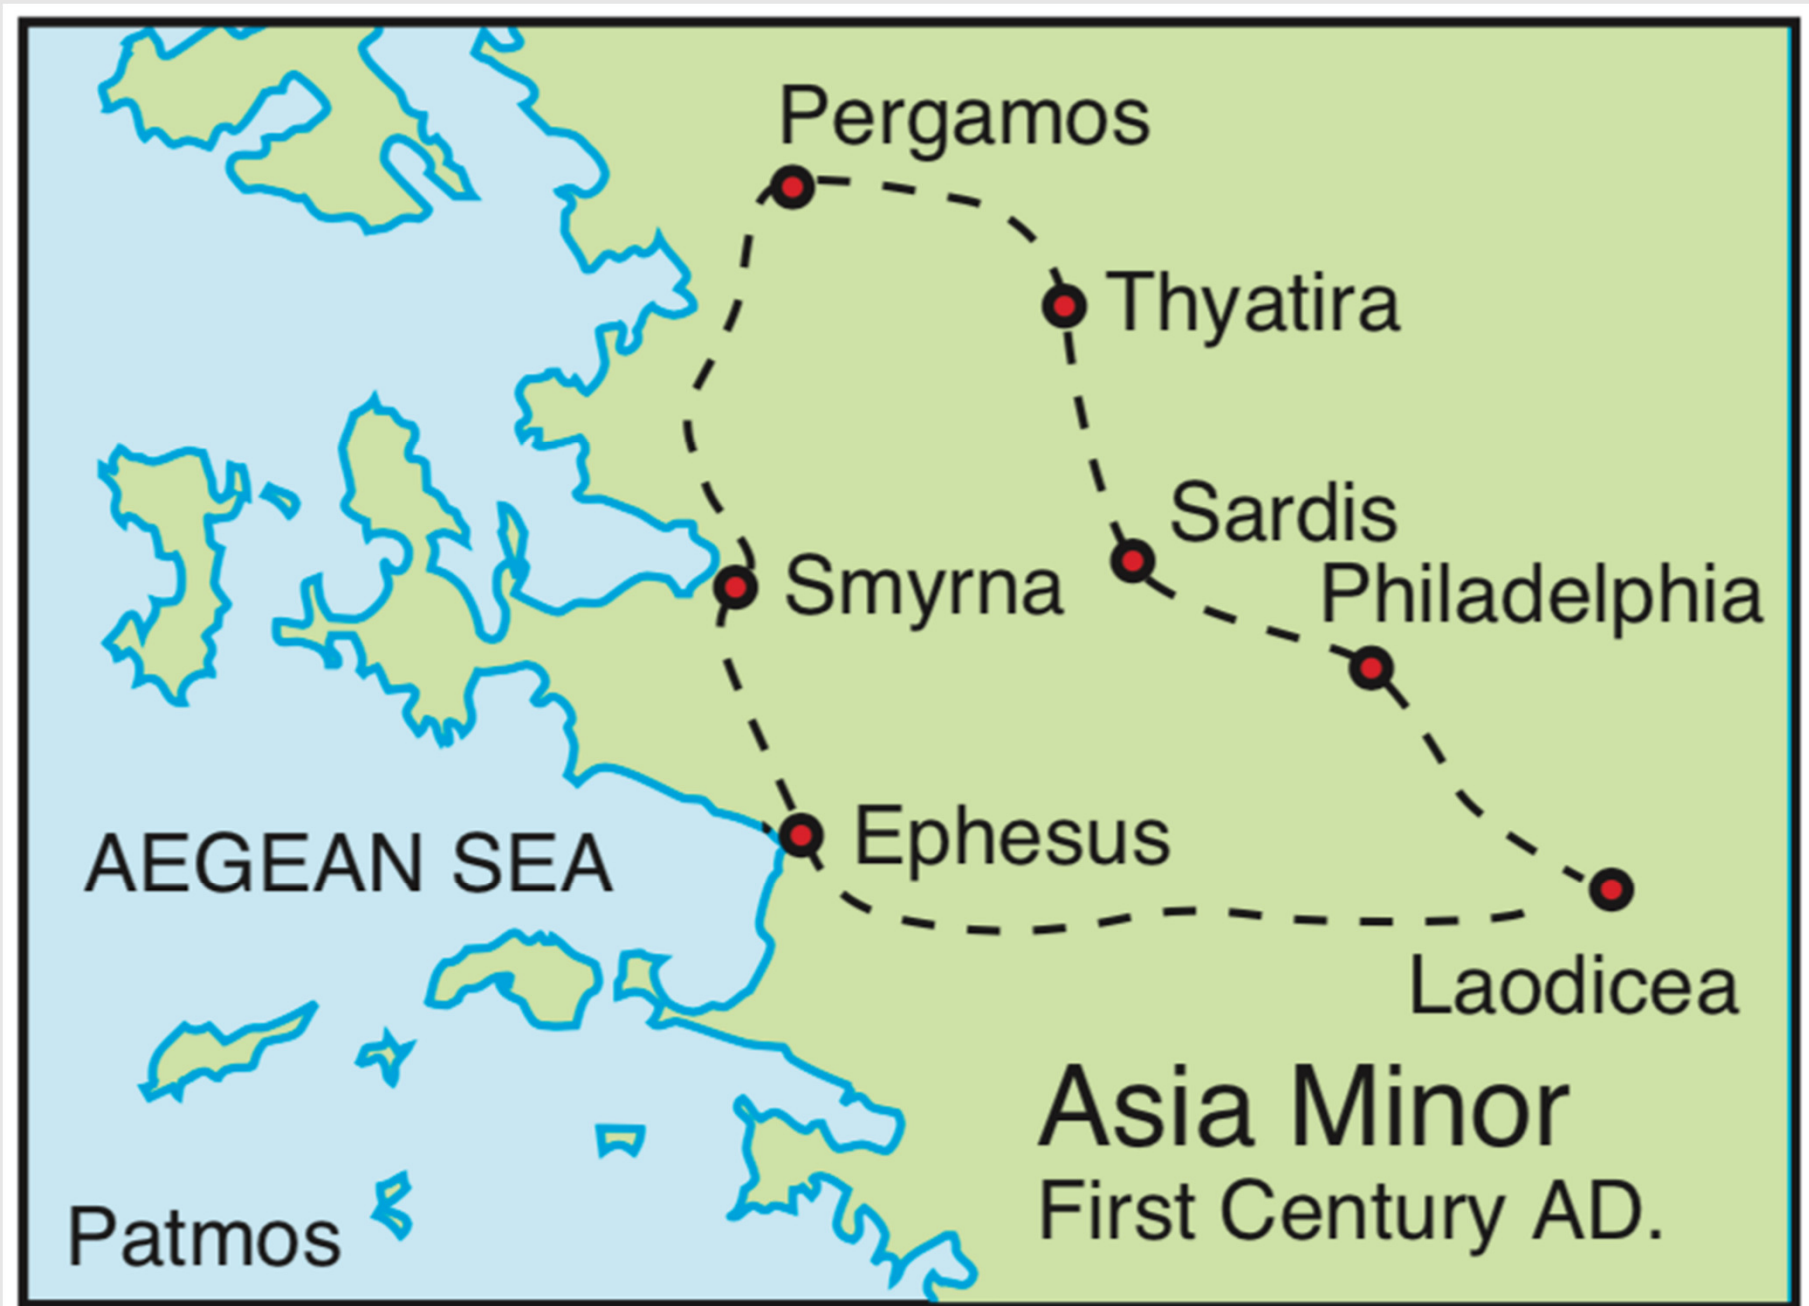 Pergamos
Thyatira
Sardis
Philadelphia
Smyrna
Ephesus
AEGEAN SEA
Laodicea
Asia Minor
First Century AD.
Patmos